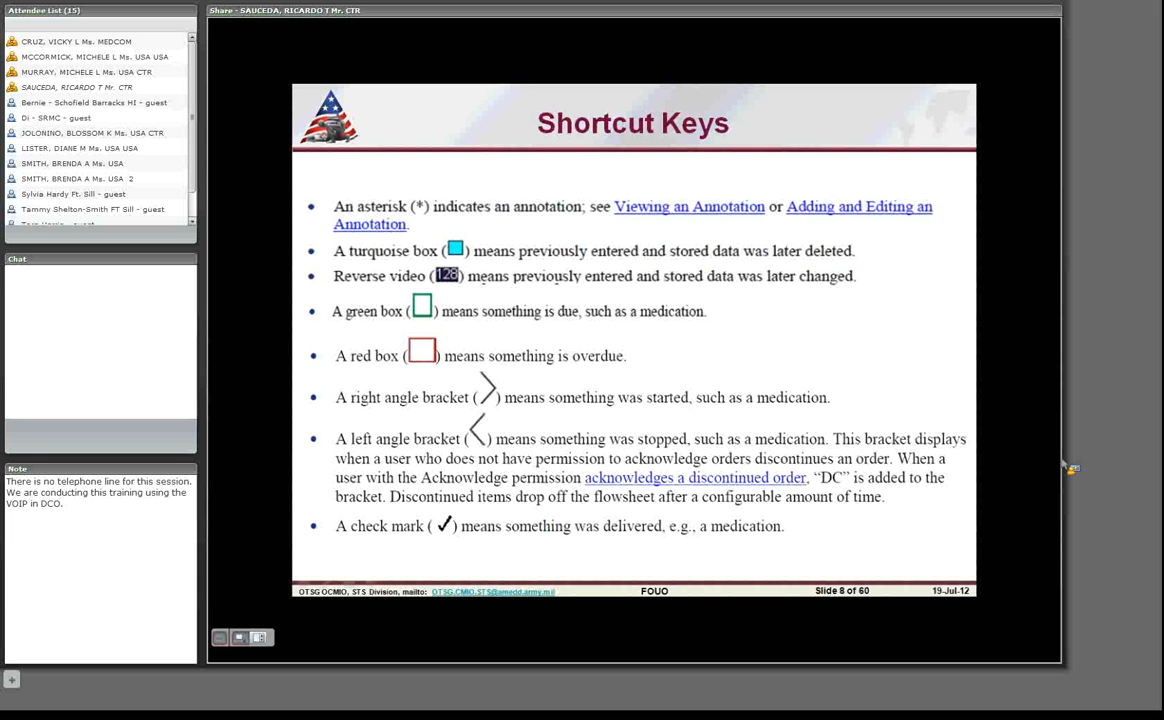 Attendee List (15)
CRUZ, VICKY L Ms. MEDCOM
MCCORMICK, MICHELE L Ms. USA USA
MURRAY, MICHELE L Ms. USA CTR
SAUCEDA, RICARDO T Mr. CTR
Bernie - Schofield Barracks HI - guest
Di - SRMC - guest
JOLONINO, BLOSSOM K Ms. USA CTR
LISTER, DIANE M Ms. USA USA
SMITH, BRENDA A Ms. USA
SMITH, BRENDA A Ms. USA 2
Sylvia Hardy Ft. Sill - guest
Tammy Shelton-Smith FT Sill - guest
Chat
Note
There is no telephone line for this session.
We are conducting this training using the
VOIP in DCO.
Share - SAUCEDA, RICARDO T Mr. CTR
Shortcut Keys
• An asterisk (*) indicates an annotation; see Viewing an Annotation or Adding and Editing an
Annotation.
• A turquoise box ( ) means previously entered and stored data was later deleted.
• Reverse video (128) means previously entered and stored data was later changed.
• A green box ( ) means something is due, such as a medication.
• A red box ( ) means something is overdue.
• A right angle bracket ( > ) means something was started, such as a medication.
• A left angle bracket ( < ) means something was stopped, such as a medication. This bracket displays
when a user who does not have permission to acknowledge orders discontinues an order. When a
user with the Acknowledge permission acknowledges a discontinued order, “DC” is added to the
bracket. Discontinued items drop off the flowsheet after a configurable amount of time.
• A check mark ( ✓ ) means something was delivered, e.g., a medication.
OTSG OCMIO, STS Division, mailto: OTSG.CMIO.STS@amedd.army.mil FOUO Slide 8 of 60 19-Jul-12